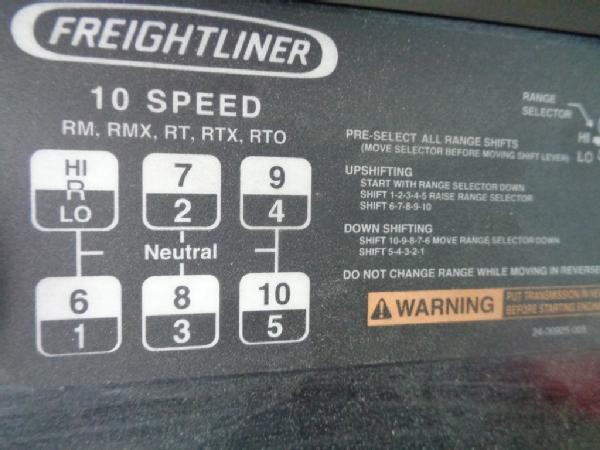 FREIGHTLINER
10 SPEED
RM, RMX, RT, RTX, RTO
HI
R
LO
7
2
9
4
Neutral
6
1
8
3
10
5
RANGE
SELECTOR
HI
LO
PRE-SELECT ALL RANGE SHIFTS
(MOVE SELECTOR BEFORE MOVING SHIFT LEVER)
UPSHIFTING
START WITH RANGE SELECTOR DOWN
SHIFT 1-2-3-4-5 RAISE RANGE SELECTOR
SHIFT 6-7-8-9-10
DOWN SHIFTING
SHIFT 10-9-8-7-6 MOVE RANGE SELECTOR DOWN
SHIFT 5-4-3-2-1
DO NOT CHANGE RANGE WHILE MOVING IN REVERSE
WARNING
PUT TRANSMISSION IN
BEFORE STARTING
24-00925-003